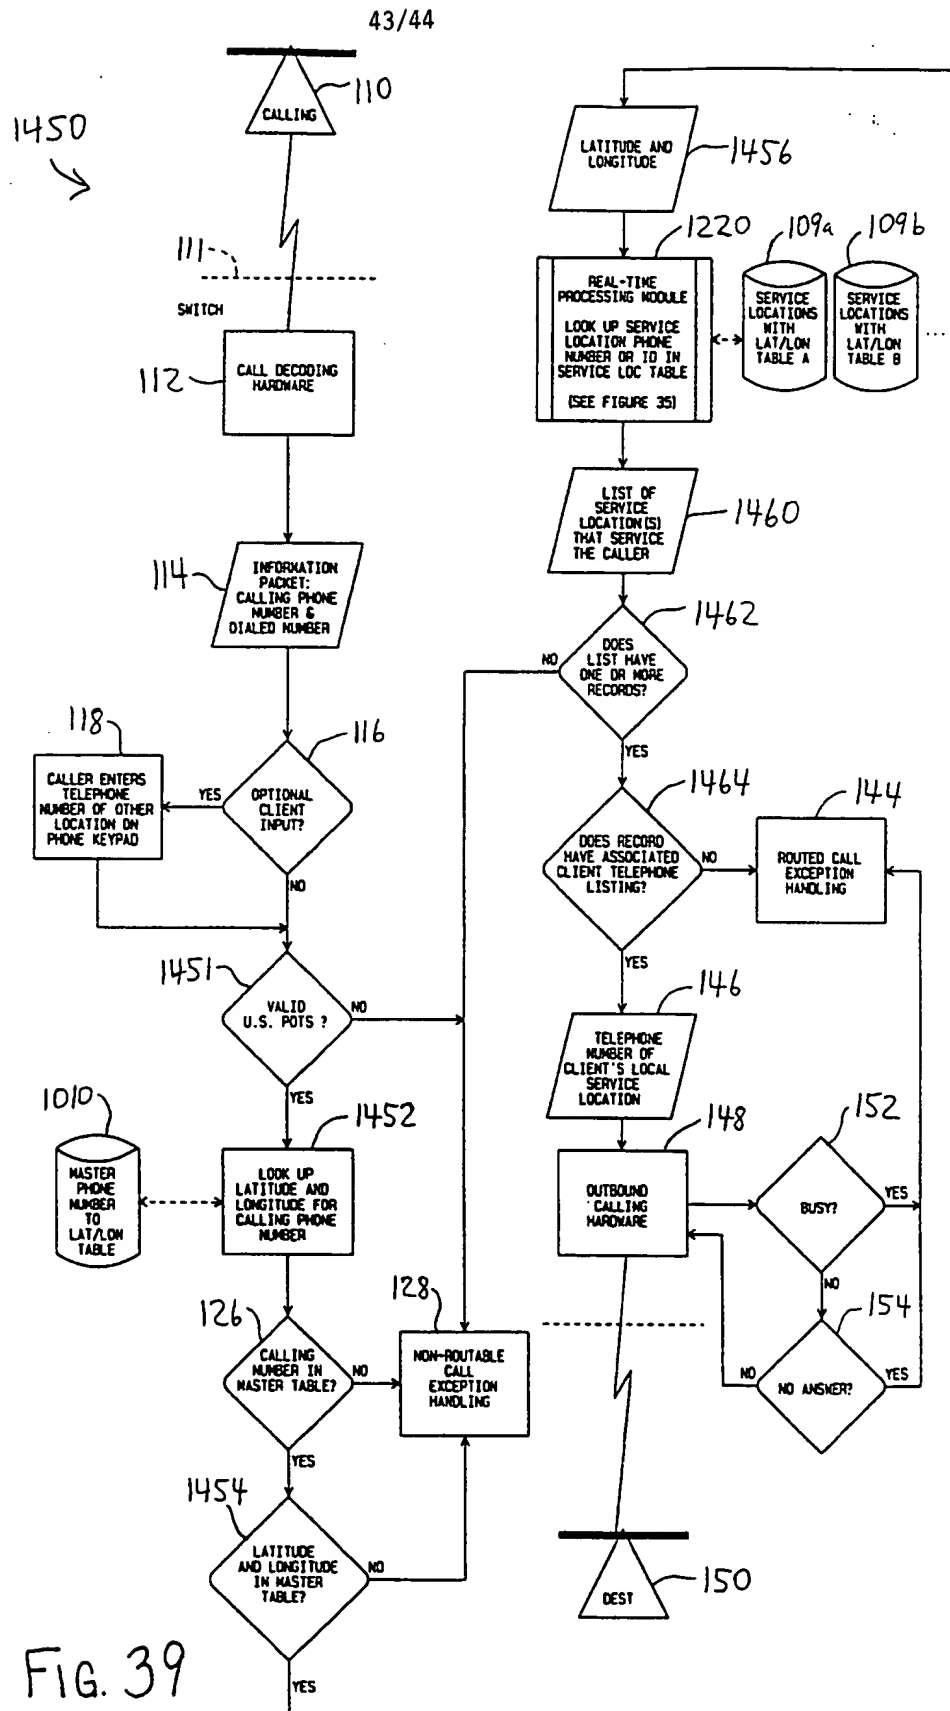 43/44
1450
CALLING
110
111
SWITCH
CALL DECODING
HARDWARE
112
INFORMATION
PACKET:
CALLING PHONE
NUMBER &
DIALED NUMBER
114
116
OPTIONAL
CLIENT
INPUT?
YES
NO
118
CALLER ENTERS
TELEPHONE
NUMBER OF OTHER
LOCATION ON
PHONE KEYPAD
1451
VALID
U.S. POTS ?
NO
YES
1010
MASTER
PHONE
NUMBER
TO
LAT/LON
TABLE
1452
LOOK UP
LATITUDE AND
LONGITUDE FOR
CALLING PHONE
NUMBER
126
CALLING
NUMBER IN
MASTER TABLE?
NO
YES
128
NON-ROUTABLE
CALL
EXCEPTION
HANDLING
1454
LATITUDE
AND LONGITUDE
IN MASTER
TABLE?
NO
YES
LATITUDE AND
LONGITUDE
1456
1220
REAL-TIME
PROCESSING MODULE
LOOK UP SERVICE
LOCATION PHONE
NUMBER OR ID IN
SERVICE LOC TABLE
(SEE FIGURE 35)
109a
SERVICE
LOCATIONS
WITH
LAT/LON
TABLE A
109b
SERVICE
LOCATIONS
WITH
LAT/LON
TABLE B
...
LIST OF
SERVICE
LOCATION(S)
THAT SERVICE
THE CALLER
1460
1462
DOES
LIST HAVE
ONE OR MORE
RECORDS?
NO
YES
1464
DOES RECORD
HAVE ASSOCIATED
CLIENT TELEPHONE
LISTING?
NO
YES
144
ROUTED CALL
EXCEPTION
HANDLING
146
TELEPHONE
NUMBER OF
CLIENT'S LOCAL
SERVICE
LOCATION
148
OUTBOUND
CALLING
HARDWARE
152
BUSY?
YES
NO
154
NO ANSWER?
NO
YES
DEST
150
FIG. 39